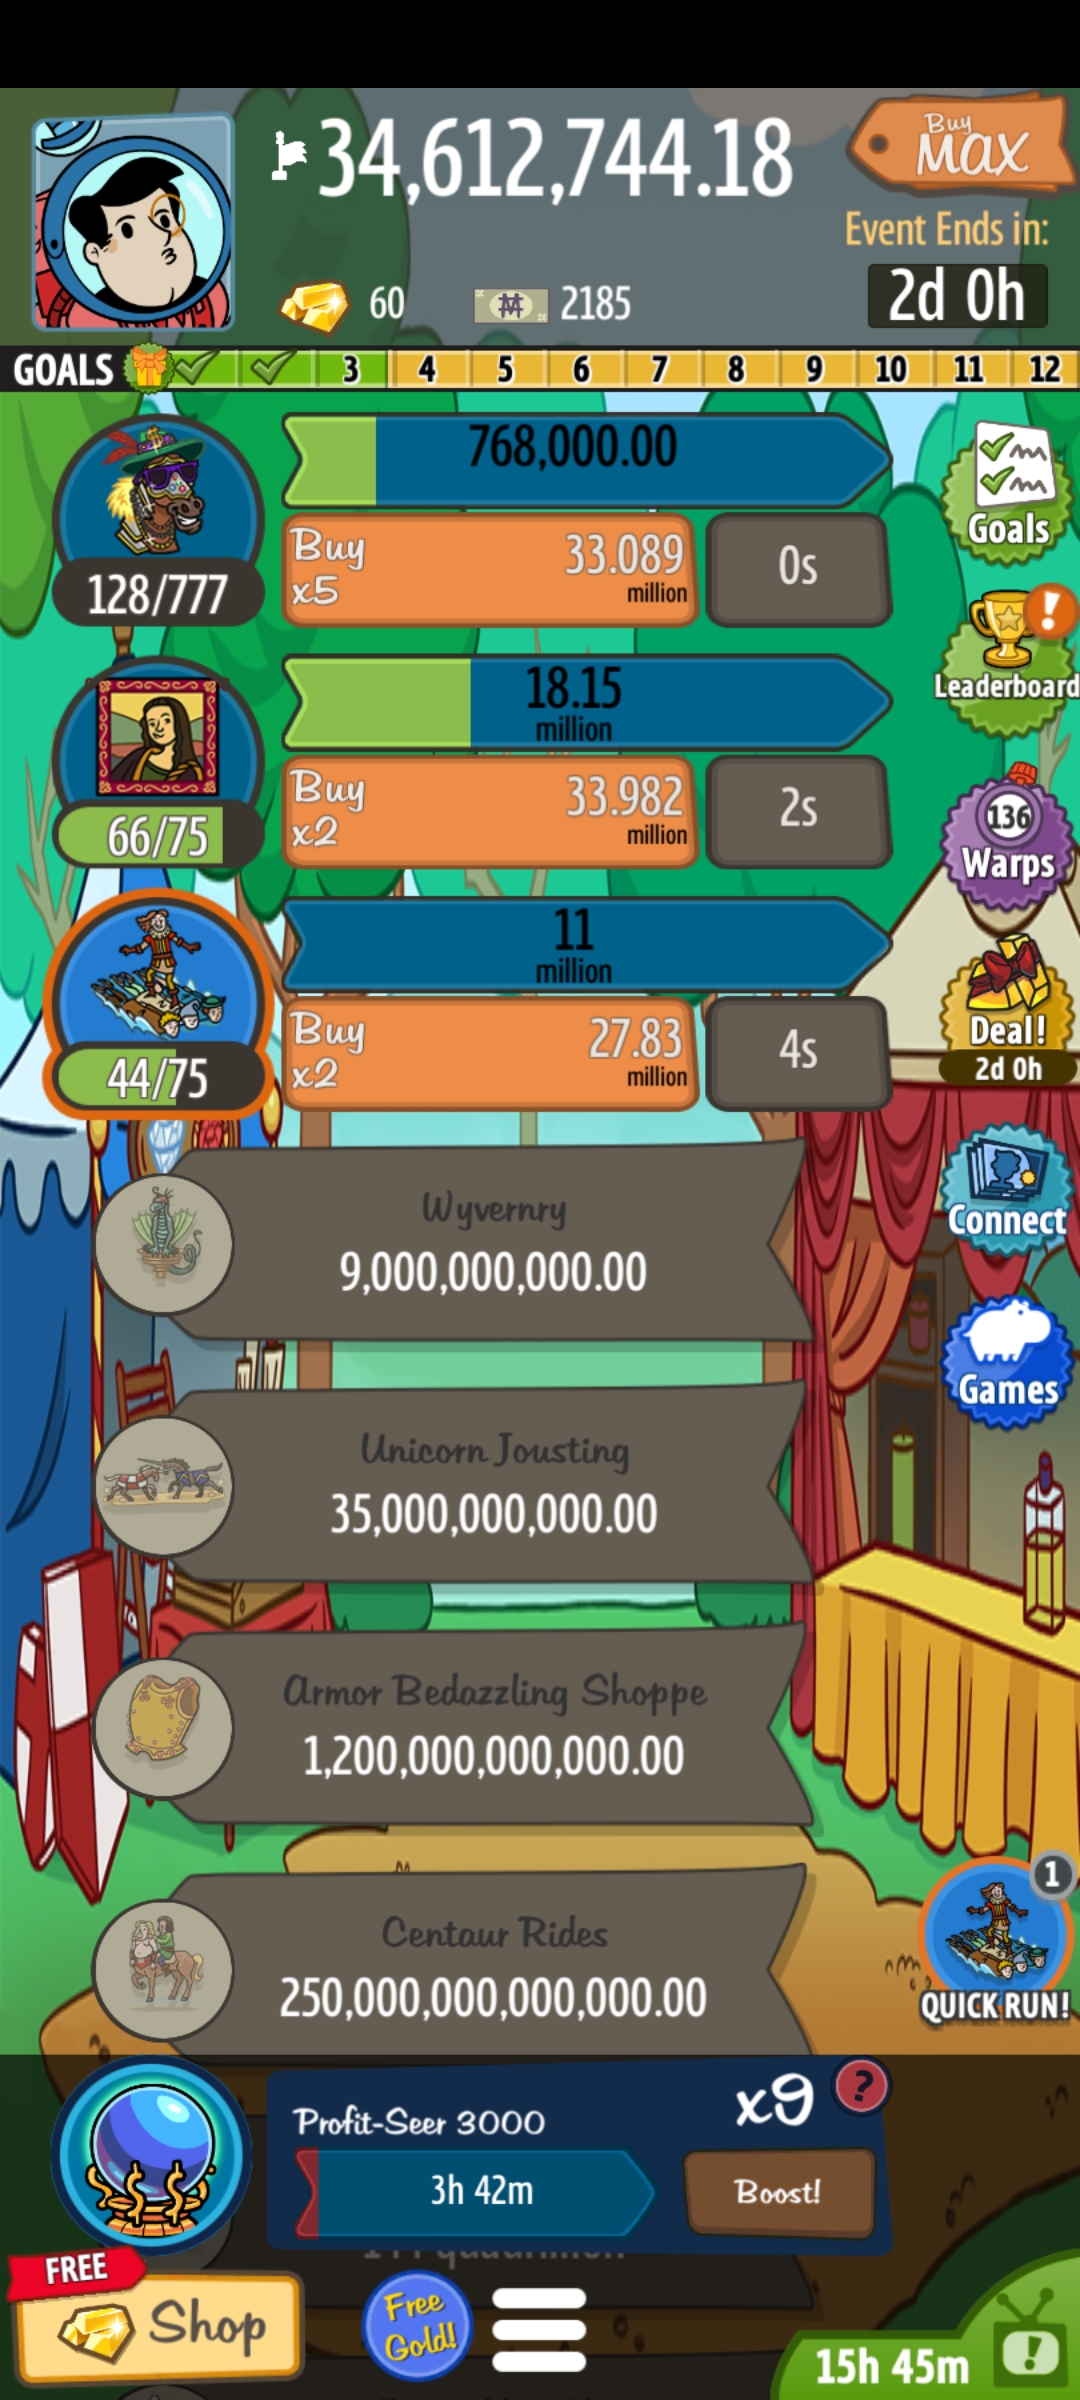 34,612,744.18
Buy
MAX
Event Ends in:
2d 0h
60
2185
GOALS 3 4 5 6 7 8 9 10 11 12
768,000.00
Buy
x5
33.089
million
0s
128/777
Goals
!
Leaderboard
18.15
million
Buy
x2
33.982
million
2s
66/75
136
Warps
11
million
Buy
x2
27.83
million
4s
44/75
Deal!
2d 0h
Wyvernry
9,000,000,000.00
Connect
Unicorn Jousting
35,000,000,000.00
Games
Armor Bedazzling Shoppe
1,200,000,000,000.00
Centaur Rides
250,000,000,000,000.00
1
QUICK RUN!
Profit-Seer 3000
x9
?
3h 42m
Boost!
FREE
Shop
Free
Gold!
15h 45m
!